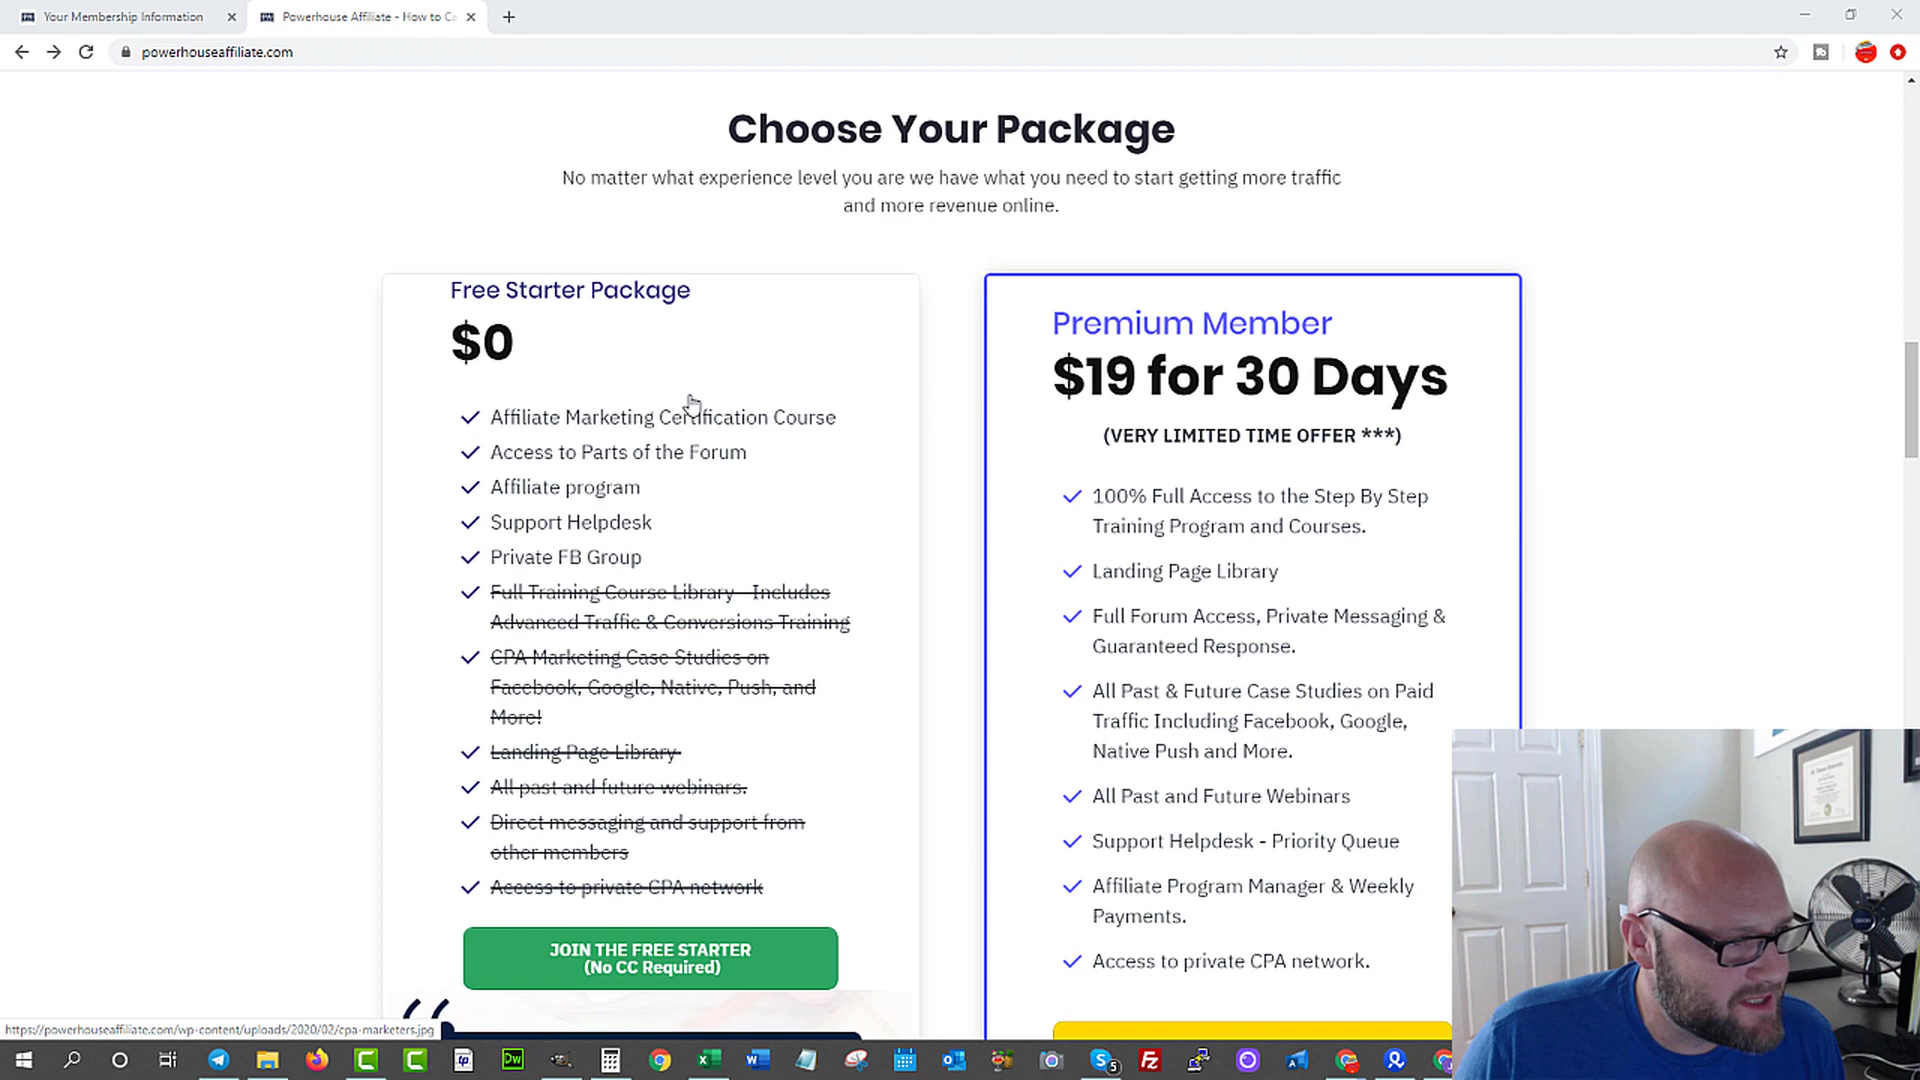 Your Membership Information
Powerhouse Affiliate - How to Ca
powerhouseaffiliate.com
Choose Your Package
No matter what experience level you are we have what you need to start getting more traffic
and more revenue online.
Free Starter Package
$0
Affiliate Marketing Certification Course
Access to Parts of the Forum
Affiliate program
Support Helpdesk
Private FB Group
Full Training Course Library - Includes
Advanced Traffic & Conversions Training
CPA Marketing Case Studies on
Facebook, Google, Native, Push, and
More!
Landing Page Library
All past and future webinars.
Direct messaging and support from
other members
Access to private CPA network
JOIN THE FREE STARTER
(No CC Required)
Premium Member
$19 for 30 Days
(VERY LIMITED TIME OFFER ***)
100% Full Access to the Step By Step
Training Program and Courses.
Landing Page Library
Full Forum Access, Private Messaging &
Guaranteed Response.
All Past & Future Case Studies on Paid
Traffic Including Facebook, Google,
Native Push and More.
All Past and Future Webinars
Support Helpdesk - Priority Queue
Affiliate Program Manager & Weekly
Payments.
Access to private CPA network.
https://powerhouseaffiliate.com/wp-content/uploads/2020/02/cpa-marketers.jpg